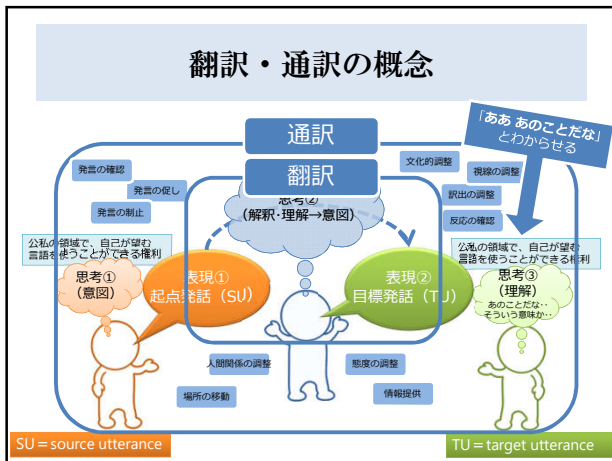 翻訳・通訳の概念
「ああ あのことだな」
とわからせる
通訳
翻訳
発言の確認
発言の促し
発言の制止
文化的調整
視線の調整
訳出の調整
反応の確認
思考②
(解釈・理解→意図)
公私の領域で、自己が望む
言語を使うことができる権利
公私の領域で、自己が望む
言語を使うことができる権利
思考①
(意図)
表現①
起点発話（SU）
表現②
目標発話（TU）
思考③
(理解)
あのことだな‥
そういう意味か‥
人間関係の調整
態度の調整
場所の移動
情報提供
SU＝source utterance
TU＝target utterance